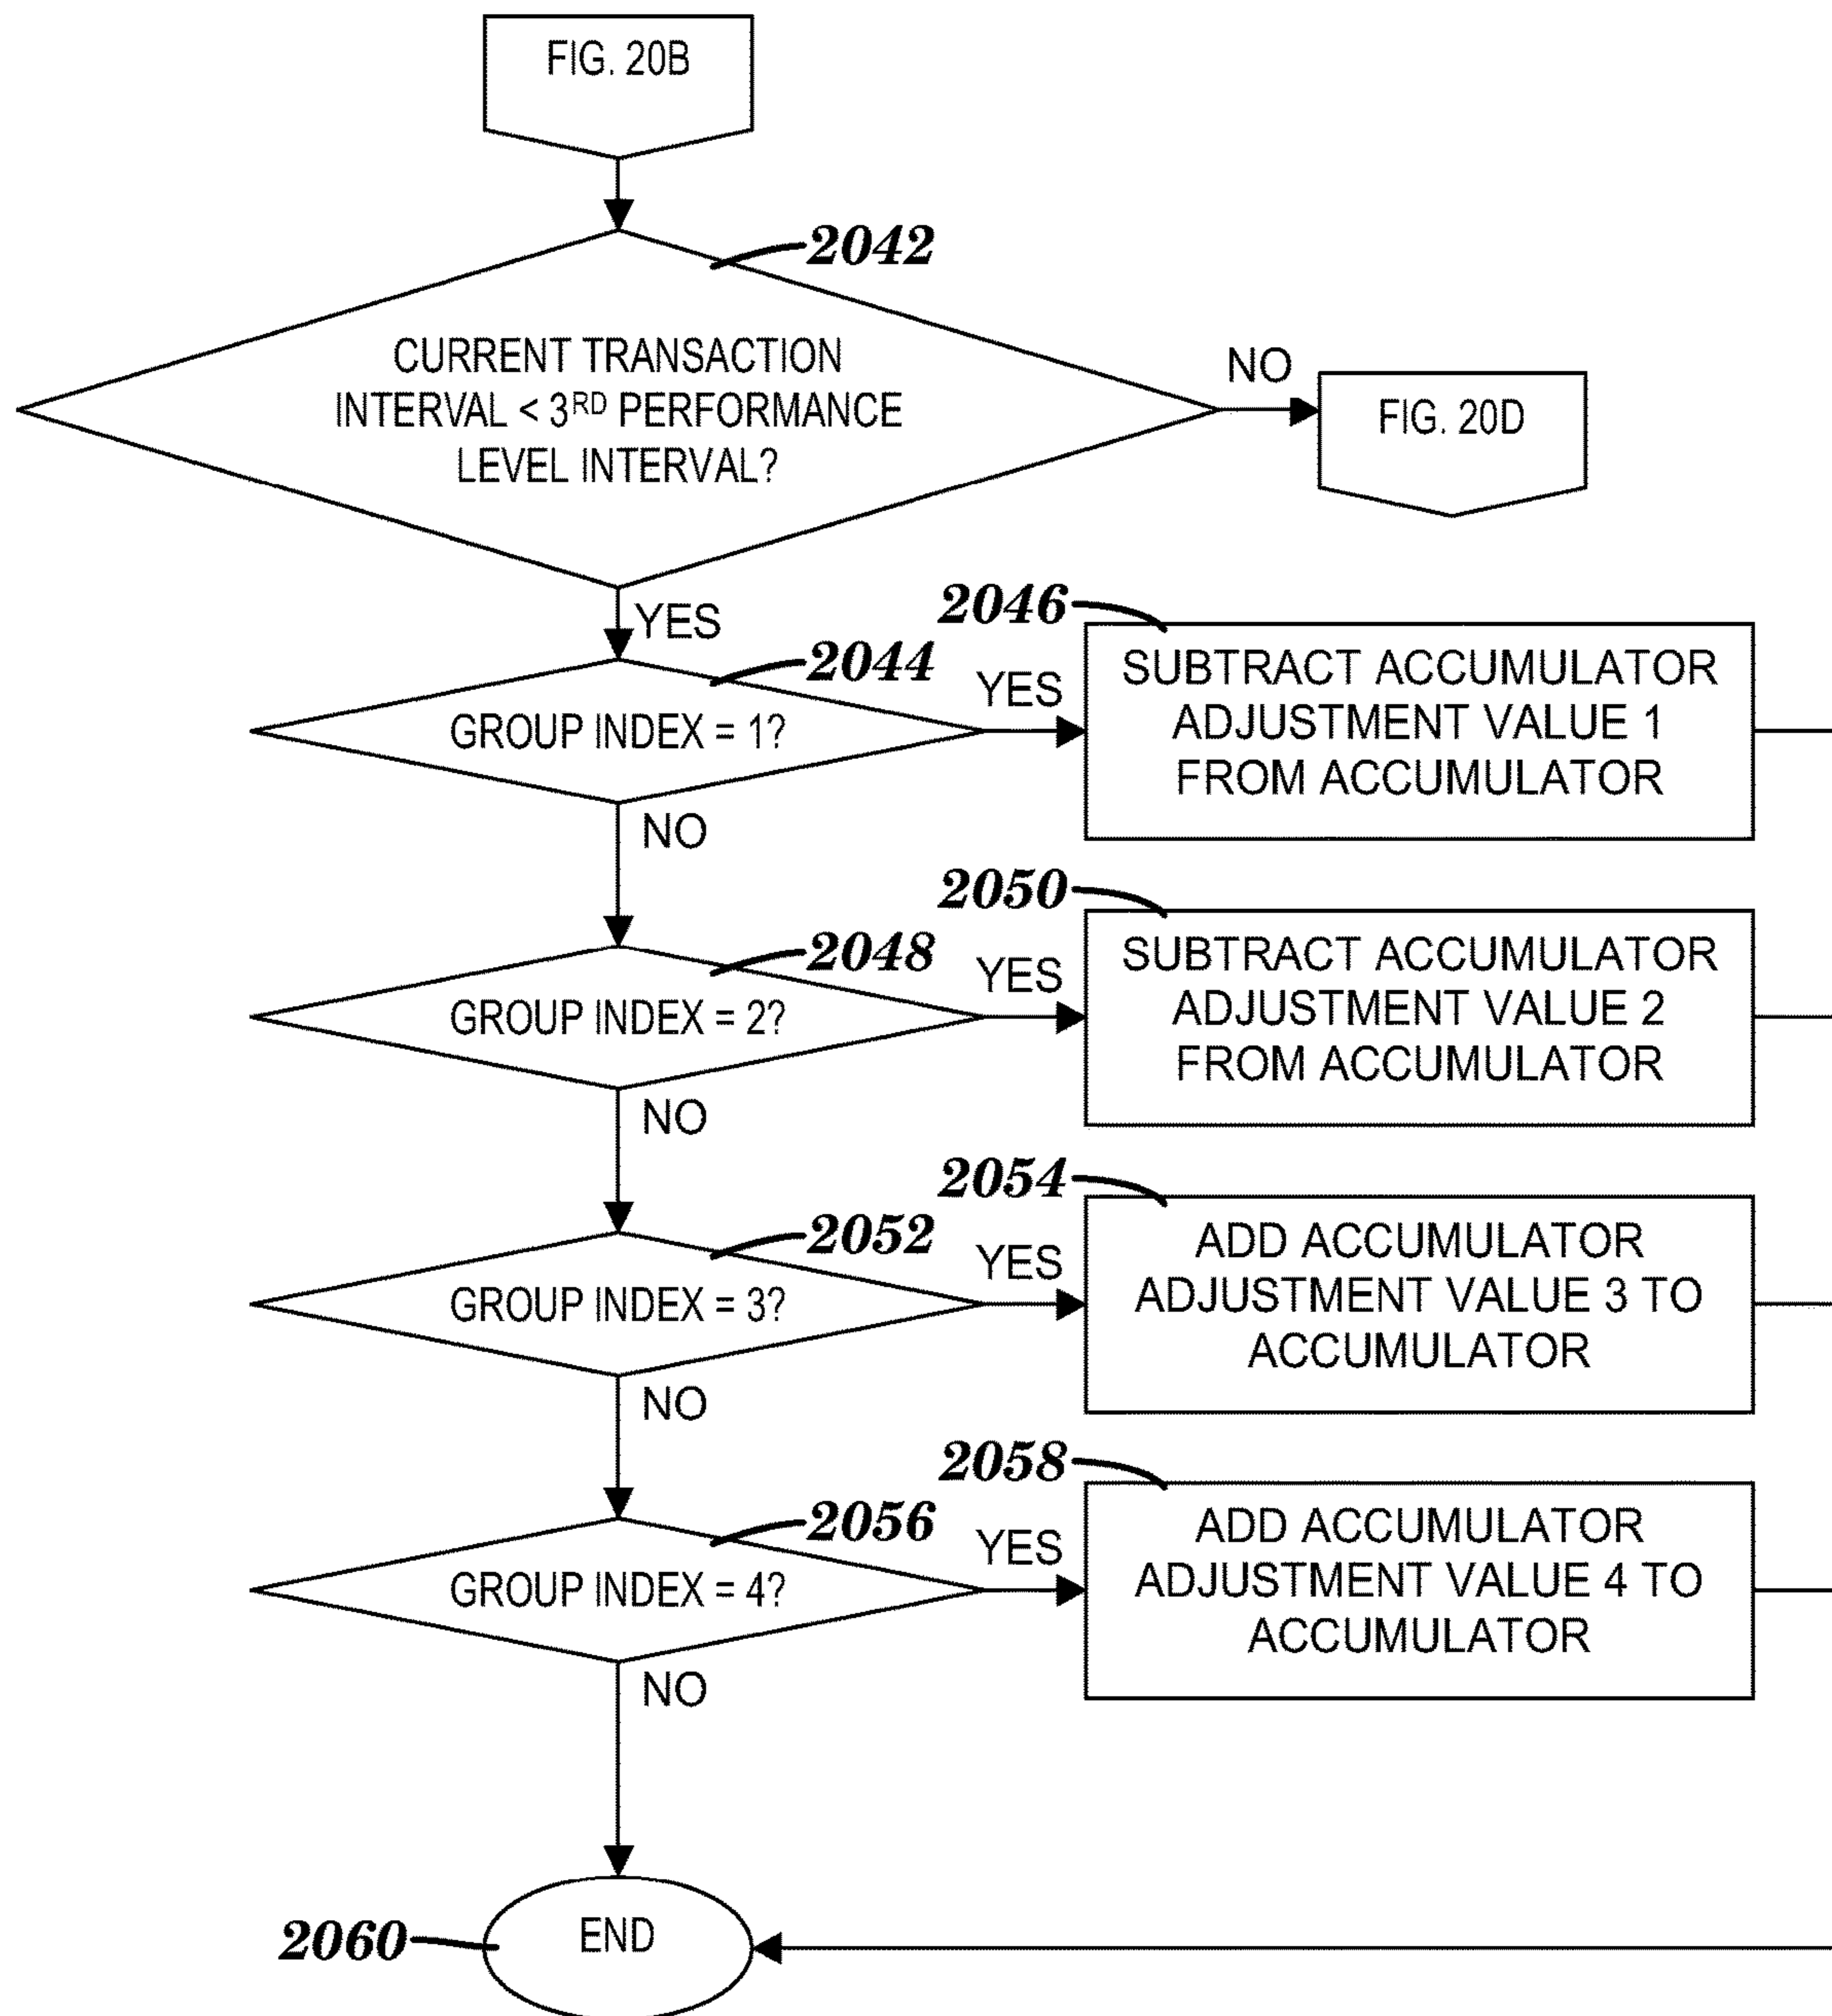 FIG. 20B
2042
CURRENT TRANSACTION
INTERVAL < 3RD PERFORMANCE
LEVEL INTERVAL?
NO
FIG. 20D
YES
2044
GROUP INDEX = 1?
YES
2046
SUBTRACT ACCUMULATOR
ADJUSTMENT VALUE 1
FROM ACCUMULATOR
NO
2048
GROUP INDEX = 2?
YES
2050
SUBTRACT ACCUMULATOR
ADJUSTMENT VALUE 2
FROM ACCUMULATOR
NO
2052
GROUP INDEX = 3?
YES
2054
ADD ACCUMULATOR
ADJUSTMENT VALUE 3 TO
ACCUMULATOR
NO
2056
GROUP INDEX = 4?
YES
2058
ADD ACCUMULATOR
ADJUSTMENT VALUE 4 TO
ACCUMULATOR
NO
2060
END